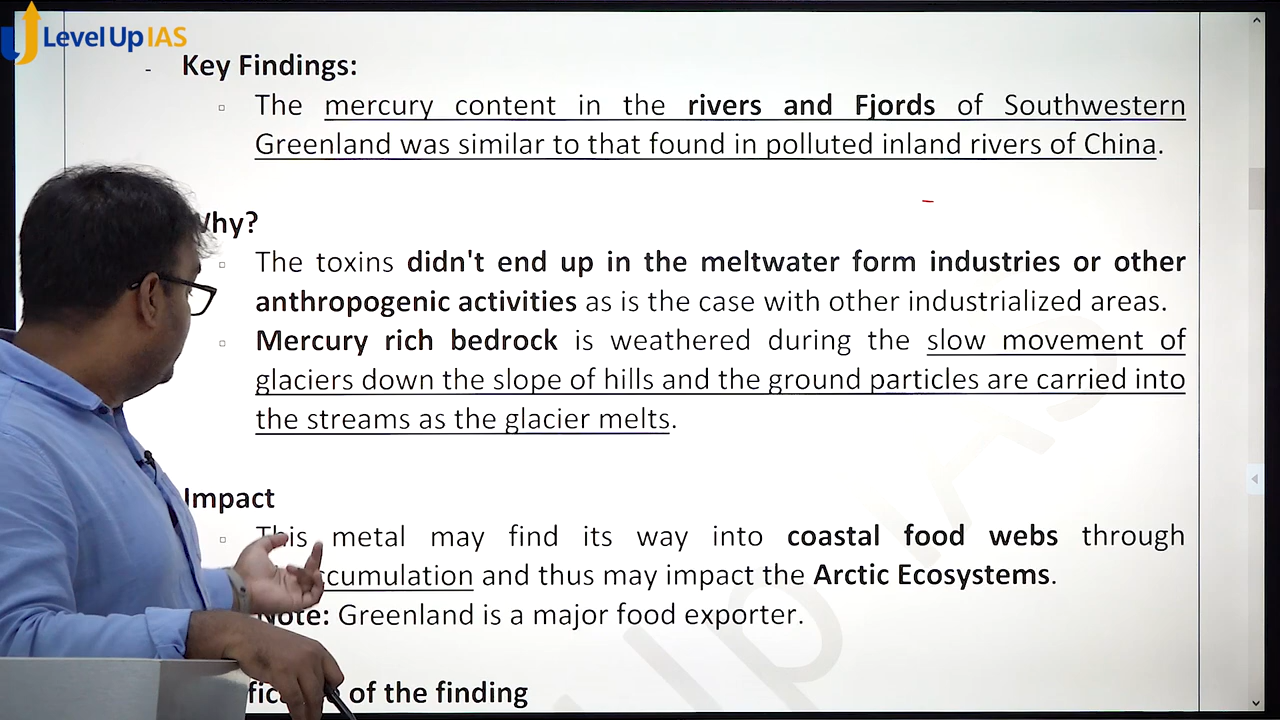 Level Up IAS
- Key Findings:
The mercury content in the rivers and Fjords of Southwestern
Greenland was similar to that found in polluted inland rivers of China.
Why?
The toxins didn't end up in the meltwater form industries or other
anthropogenic activities as is the case with other industrialized areas.
Mercury rich bedrock is weathered during the slow movement of
glaciers down the slope of hills and the ground particles are carried into
the streams as the glacier melts.
Impact
This metal may find its way into coastal food webs through
ccumulation and thus may impact the Arctic Ecosystems.
Note: Greenland is a major food exporter.
of the finding